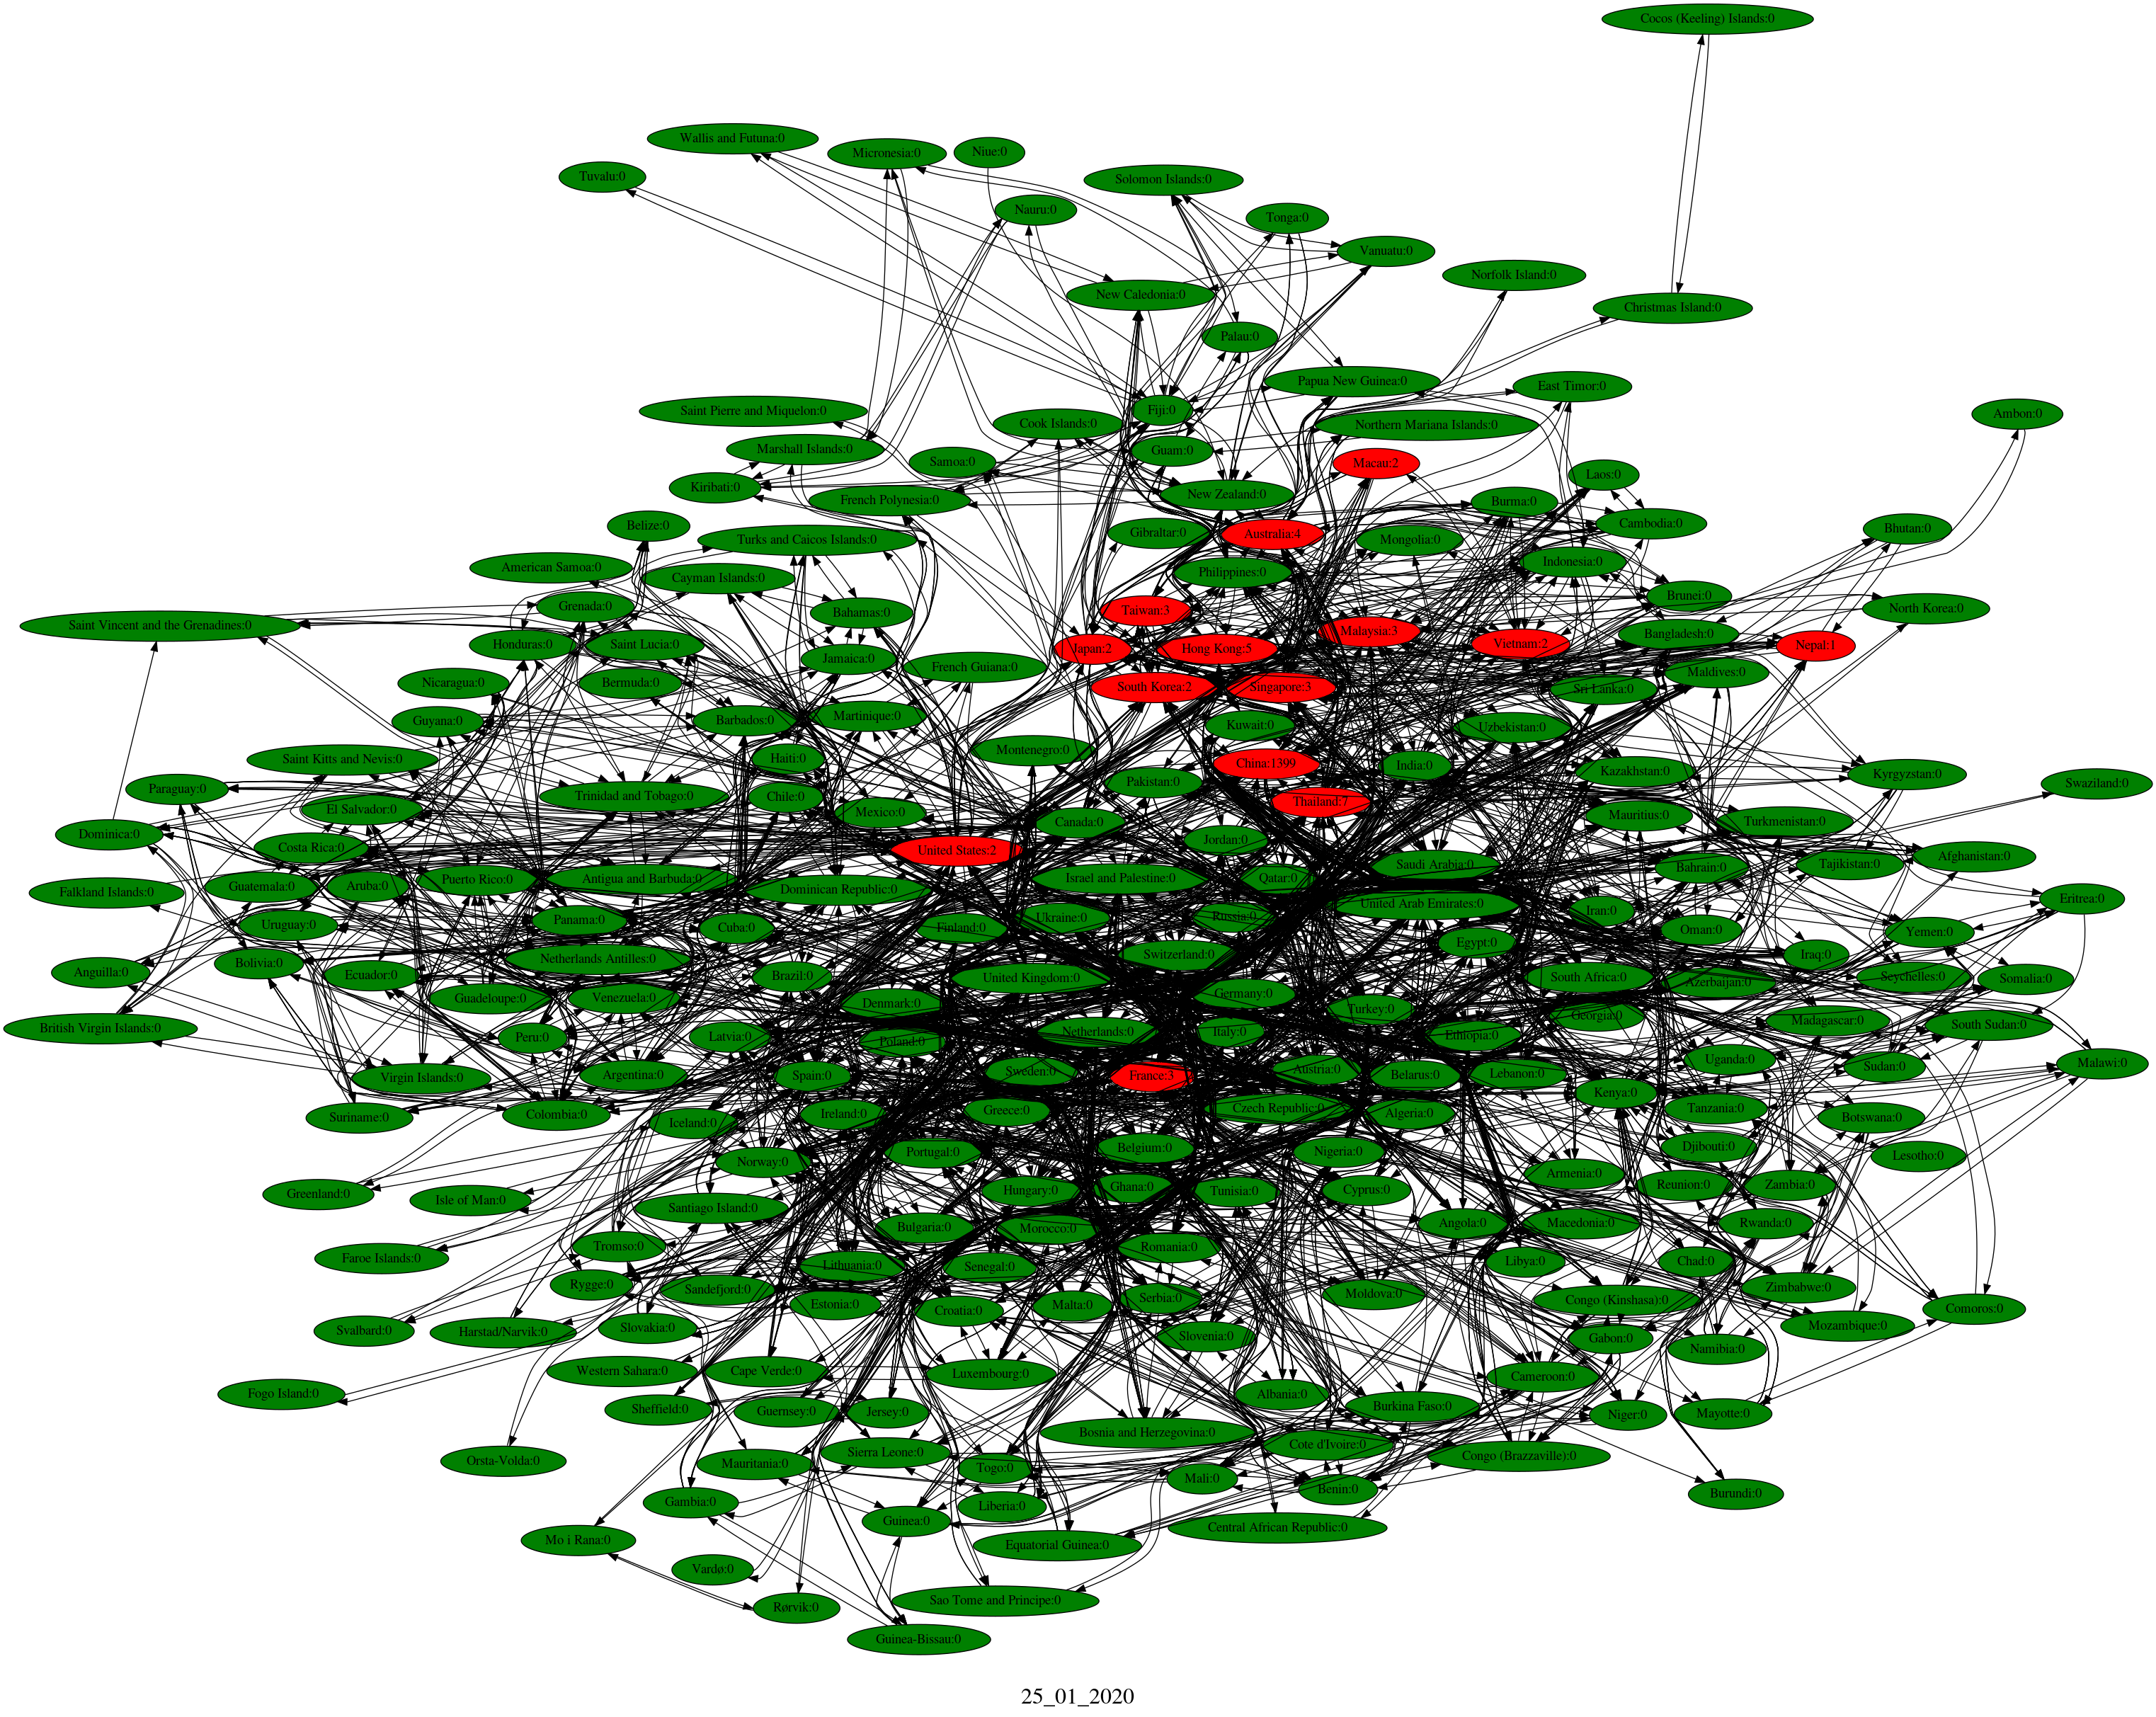 Cocos (Keeling) Islands:0
Wallis and Futuna:0
Micronesia:0
Niue:0
Tuvalu:0
Solomon Islands:0
Nauru:0
Tonga:0
Vanuatu:0
Norfolk Island:0
New Caledonia:0
Christmas Island:0
Palau:0
Papua New Guinea:0
East Timor:0
Saint Pierre and Miquelon:0
Fiji:0
Ambon:0
Cook Islands:0
Northern Mariana Islands:0
Marshall Islands:0
Guam:0
Samoa:0
Macau:2
Laos:0
Kiribati:0
French Polynesia:0
New Zealand:0
Burma:0
Belize:0
Gibraltar:0
Australia:4
Cambodia:0
Bhutan:0
Turks and Caicos Islands:0
Mongolia:0
American Samoa:0
Cayman Islands:0
Philippines:0
Indonesia:0
Grenada:0
Bahamas:0
Taiwan:3
Brunei:0
North Korea:0
Saint Vincent and the Grenadines:0
Honduras:0
Saint Lucia:0
Japan:2
Hong Kong:5
Malaysia:3
Vietnam:2
Bangladesh:0
Nepal:1
Jamaica:0
French Guiana:0
Nicaragua:0
Bermuda:0
South Korea:2
Singapore:3
Sri Lanka:0
Maldives:0
Guyana:0
Barbados:0
Martinique:0
Kuwait:0
Uzbekistan:0
Saint Kitts and Nevis:0
Haiti:0
Montenegro:0
China:1399
India:0
Kazakhstan:0
Kyrgyzstan:0
Swaziland:0
Paraguay:0
Trinidad and Tobago:0
Chile:0
Pakistan:0
Thailand:7
El Salvador:0
Mexico:0
Canada:0
Mauritius:0
Turkmenistan:0
Dominica:0
Costa Rica:0
United States:2
Jordan:0
Saudi Arabia:0
Bahrain:0
Tajikistan:0
Afghanistan:0
Falkland Islands:0
Guatemala:0
Aruba:0
Puerto Rico:0
Antigua and Barbuda:0
Dominican Republic:0
Israel and Palestine:0
Qatar:0
United Arab Emirates:0
Iran:0
Eritrea:0
Uruguay:0
Panama:0
Cuba:0
Finland:0
Ukraine:0
Russia:0
Oman:0
Yemen:0
Anguilla:0
Bolivia:0
Ecuador:0
Netherlands Antilles:0
Brazil:0
United Kingdom:0
Switzerland:0
Egypt:0
South Africa:0
Iraq:0
Azerbaijan:0
Seychelles:0
Somalia:0
Guadeloupe:0
Venezuela:0
Denmark:0
Germany:0
Turkey:0
Georgia:0
Madagascar:0
South Sudan:0
British Virgin Islands:0
Peru:0
Latvia:0
Poland:0
Netherlands:0
Italy:0
Ethiopia:0
Uganda:0
Sudan:0
Malawi:0
Virgin Islands:0
Argentina:0
Spain:0
Sweden:0
France:3
Austria:0
Belarus:0
Lebanon:0
Kenya:0
Tanzania:0
Botswana:0
Suriname:0
Colombia:0
Iceland:0
Ireland:0
Greece:0
Czech Republic:0
Algeria:0
Djibouti:0
Lesotho:0
Norway:0
Portugal:0
Belgium:0
Nigeria:0
Armenia:0
Reunion:0
Zambia:0
Greenland:0
Isle of Man:0
Santiago Island:0
Hungary:0
Ghana:0
Tunisia:0
Cyprus:0
Angola:0
Macedonia:0
Rwanda:0
Faroe Islands:0
Tromso:0
Bulgaria:0
Morocco:0
Romania:0
Libya:0
Chad:0
Rygge:0
Sandefjord:0
Lithuania:0
Senegal:0
Moldova:0
Congo (Kinshasa):0
Zimbabwe:0
Comoros:0
Svalbard:0
Harstad/Narvik:0
Slovakia:0
Estonia:0
Croatia:0
Malta:0
Serbia:0
Slovenia:0
Gabon:0
Namibia:0
Mozambique:0
Fogo Island:0
Western Sahara:0
Cape Verde:0
Luxembourg:0
Albania:0
Cameroon:0
Sheffield:0
Guernsey:0
Jersey:0
Bosnia and Herzegovina:0
Burkina Faso:0
Niger:0
Mayotte:0
Orsta-Volda:0
Mauritania:0
Sierra Leone:0
Togo:0
Mali:0
Cote d'Ivoire:0
Benin:0
Congo (Brazzaville):0
Burundi:0
Gambia:0
Guinea:0
Liberia:0
Central African Republic:0
Mo i Rana:0
Equatorial Guinea:0
Vardø:0
Rørvik:0
Sao Tome and Principe:0
Guinea-Bissau:0
25_01_2020